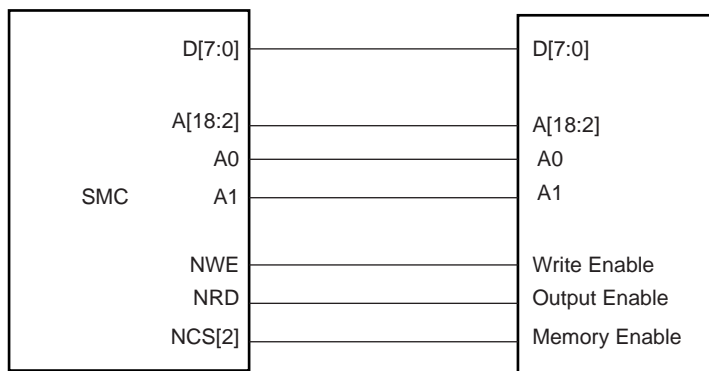 D[7:0] D[7:0]
A[18:2] A[18:2]
A0 A0
SMC A1 A1
NWE Write Enable
NRD Output Enable
NCS[2] Memory Enable